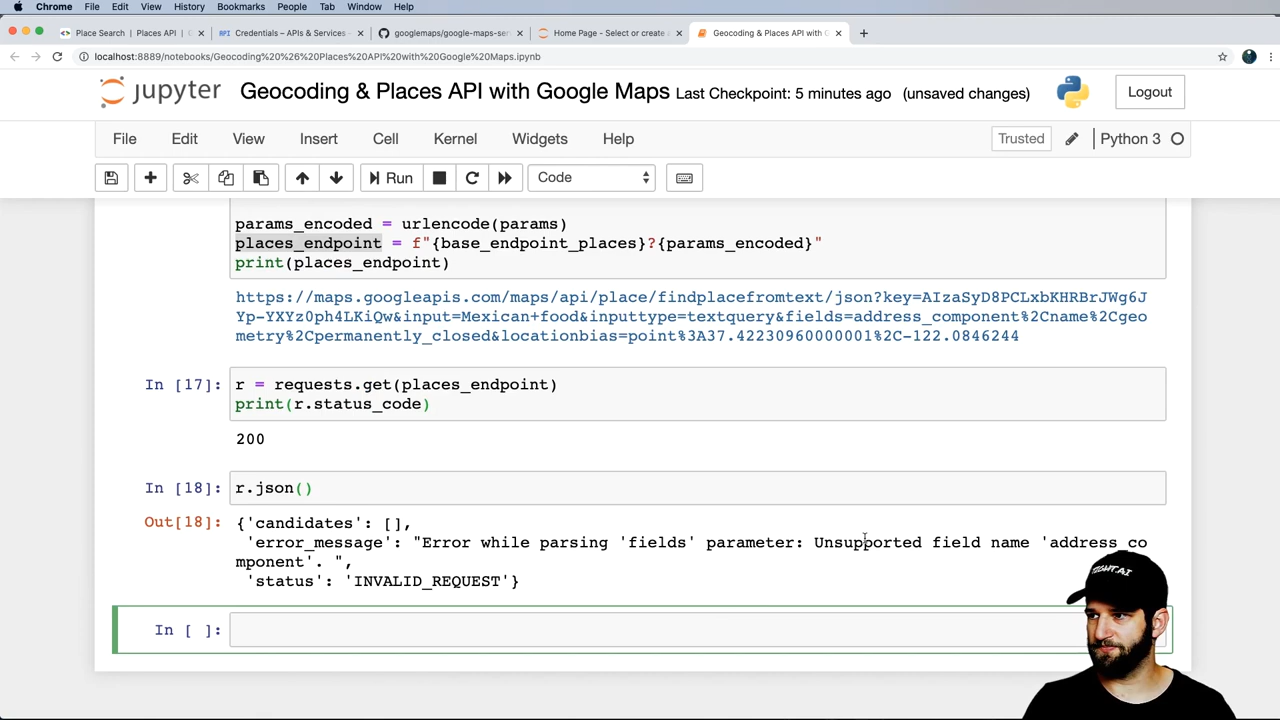 Chrome File Edit View History Bookmarks People Tab Window Help
Place Search | Places API | G
Credentials – APIs & Services –
googlemaps/google-maps-ser
Home Page - Select or create a
Geocoding & Places API with G
localhost:8889/notebooks/Geocoding%20%26%20Places%20API%20with%20Google%20Maps.ipynb
jupyter Geocoding & Places API with Google Maps Last Checkpoint: 5 minutes ago (unsaved changes) Logout
File Edit View Insert Cell Kernel Widgets Help Trusted Python 3
Run Code
params_encoded = urlencode(params)
places_endpoint = f"{base_endpoint_places}?{params_encoded}"
print(places_endpoint)
https://maps.googleapis.com/maps/api/place/findplacefromtext/json?key=AIzaSyD8PCLxbKHRBrJWg6J
Yp-YXYz0ph4LKiQw&input=Mexican+food&inputtype=textquery&fields=address_component%2Cname%2Cgeo
metry%2Cpermanently_closed&locationbias=point%3A37.42230960000001%2C-122.0846244
In [17]: r = requests.get(places_endpoint)
print(r.status_code)
200
In [18]: r.json()
Out[18]: {'candidates': [],
'error_message': "Error while parsing 'fields' parameter: Unsupported field name 'address_co
mponent'. ",
'status': 'INVALID_REQUEST'}
In [ ]: